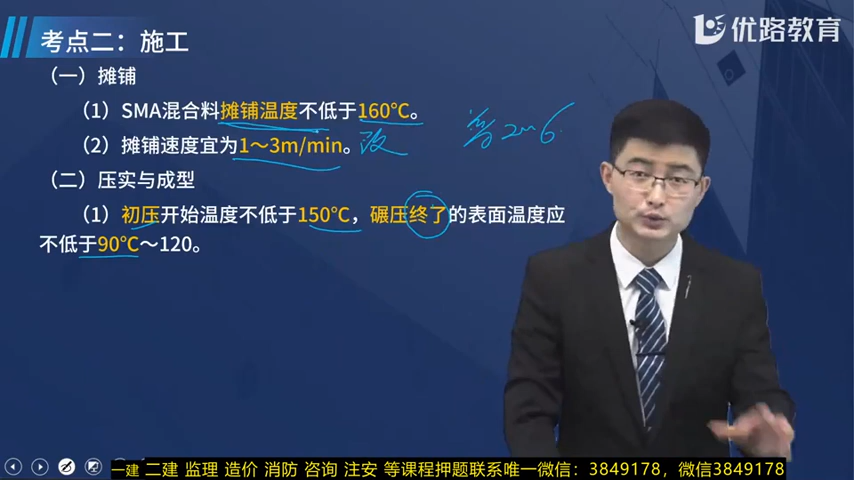 考点二：施工
优路教育
（一）摊铺
（1）SMA混合料摊铺温度不低于160℃。
（2）摊铺速度宜为1～3m/min。改
普2~6
（二）压实与成型
（1）初压开始温度不低于150℃，碾压终了的表面温度应
不低于90℃～120。
一建 二建 监理 造价 消防 咨询 注安 等课程押题联系唯一微信：3849178，微信3849178